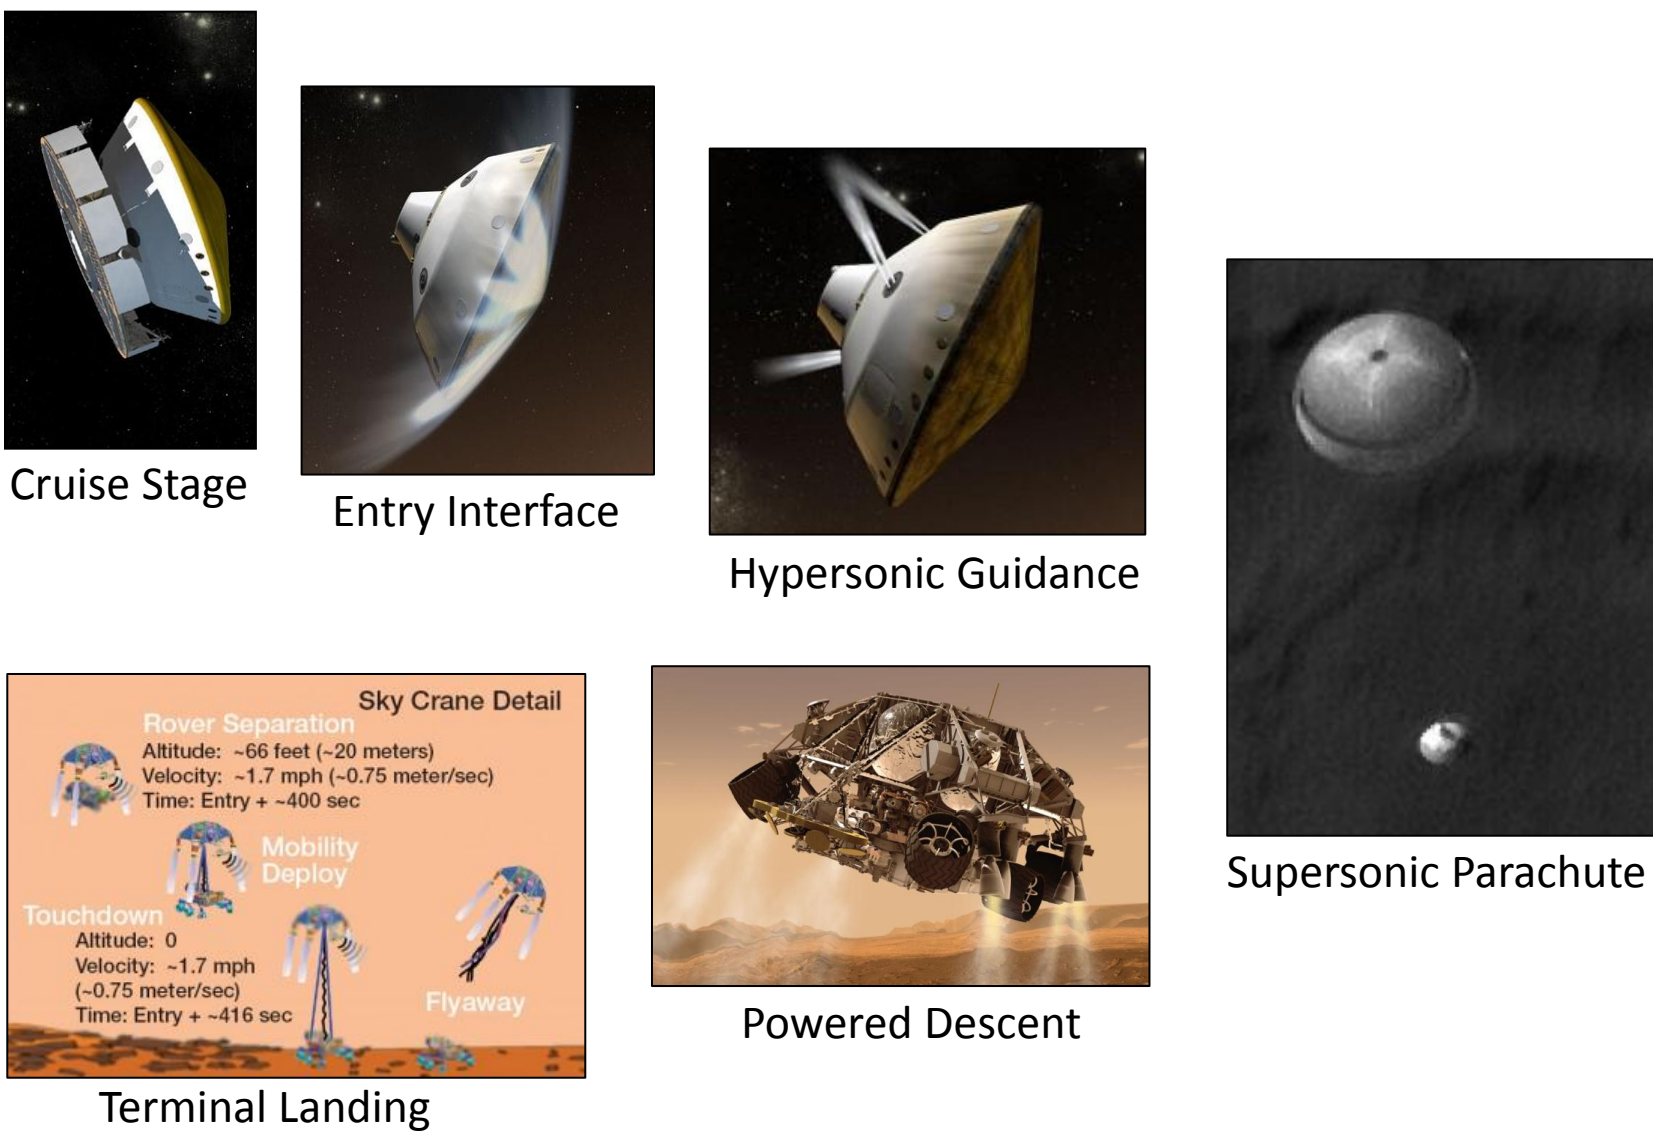 Cruise Stage
Entry Interface
Hypersonic Guidance
Supersonic Parachute
Sky Crane Detail
Rover Separation
Altitude: ~66 feet (~20 meters)
Velocity: ~1.7 mph (~0.75 meter/sec)
Time: Entry + ~400 sec
Mobility
Deploy
Touchdown
Altitude: 0
Velocity: ~1.7 mph
(~0.75 meter/sec)
Time: Entry + ~416 sec
Flyaway
Powered Descent
Terminal Landing